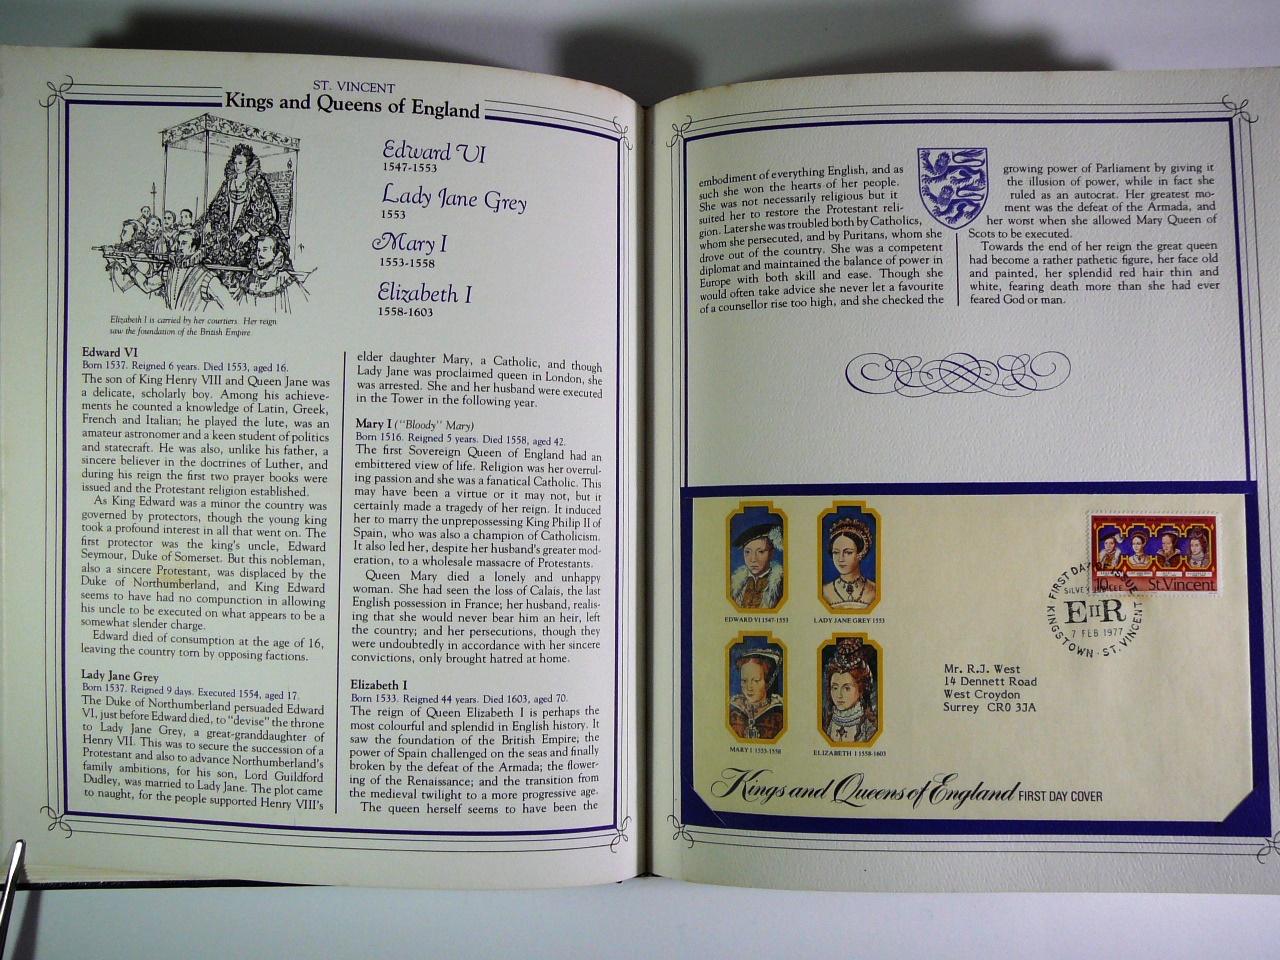 ST. VINCENT
Kings and Queens of England
Edward VI
1547-1553
Lady Jane Grey
1553
Mary I
1553-1558
Elizabeth I
1558-1603
Elizabeth I is carried by her courtiers. Her reign
saw the foundation of the British Empire.
Edward VI
Born 1537. Reigned 6 years. Died 1553, aged 16.
The son of King Henry VIII and Queen Jane was
a delicate, scholarly boy. Among his achieve-
ments he counted a knowledge of Latin, Greek,
French and Italian; he played the lute, was an
amateur astronomer and a keen student of politics
and statecraft. He was also, unlike his father, a
sincere believer in the doctrines of Luther, and
during his reign the first two prayer books were
issued and the Protestant religion established.
As King Edward was a minor the country was
governed by protectors, though the young king
took a profound interest in all that went on. The
first protector was the king's uncle, Edward
Seymour, Duke of Somerset. But this nobleman,
also a sincere Protestant, was displaced by the
Duke of Northumberland, and King Edward
seems to have had no compunction in allowing
his uncle to be executed on what appears to be a
somewhat slender charge.
Edward died of consumption at the age of 16,
leaving the country torn by opposing factions.
Lady Jane Grey
Born 1537. Reigned 9 days. Executed 1554, aged 17.
The Duke of Northumberland persuaded Edward
VI, just before Edward died, to "devise" the throne
to Lady Jane Grey, a great-granddaughter of
Henry VII. This was to secure the succession of a
Protestant and also to advance Northumberland's
family ambitions, for his son, Lord Guildford
Dudley, was married to Lady Jane. The plot came
to naught, for the people supported Henry VIII's
elder daughter Mary, a Catholic, and though
Lady Jane was proclaimed queen in London, she
was arrested. She and her husband were executed
in the Tower in the following year.
Mary I ("Bloody" Mary)
Born 1516. Reigned 5 years. Died 1558, aged 42.
The first Sovereign Queen of England had an
embittered view of life. Religion was her overrul-
ing passion and she was a fanatical Catholic. This
may have been a virtue or it may not, but it
certainly made a tragedy of her reign. It induced
her to marry the unprepossessing King Philip II of
Spain, who was also a champion of Catholicism.
It also led her, despite her husband's greater mod-
eration, to a wholesale massacre of Protestants.
Queen Mary died a lonely and unhappy
woman. She had seen the loss of Calais, the last
English possession in France; her husband, realis-
ing that she would never bear him an heir, left
the country; and her persecutions, though they
were undoubtedly in accordance with her sincere
convictions, only brought hatred at home.
Elizabeth I
Born 1533. Reigned 44 years. Died 1603, aged 70.
The reign of Queen Elizabeth I is perhaps the
most colourful and splendid in English history. It
saw the foundation of the British Empire; the
power of Spain challenged on the seas and finally
broken by the defeat of the Armada; the flower-
ing of the Renaissance; and the transition from
the medieval twilight to a more progressive age.
The queen herself seems to have been the
embodiment of everything English, and as
such she won the hearts of her people.
She was not necessarily religious but it
suited her to restore the Protestant reli-
gion. Later she was troubled both by Catholics,
whom she persecuted, and by Puritans, whom she
drove out of the country. She was a competent
diplomat and maintained the balance of power in
Europe with both skill and ease. Though she
would often take advice she never let a favourite
of a counsellor rise too high, and she checked the
growing power of Parliament by giving it
the illusion of power, while in fact she
ruled as an autocrat. Her greatest mo-
ment was the defeat of the Armada, and
her worst when she allowed Mary Queen of
Scots to be executed.
Towards the end of her reign the great queen
had become a rather pathetic figure, her face old
and painted, her splendid red hair thin and
white, fearing death more than she had ever
feared God or man.
EDWARD VI 1547-1553
LADY JANE GREY 1553
MARY I 1553-1558
ELIZABETH I 1558-1603
10c
St Vincent
FIRST DAY OF ISSUE
SILVER JUBILEE
EIIR
7 FEB 1977
KINGSTOWN - ST. VINCENT
Mr. R.J. West
14 Dennett Road
West Croydon
Surrey CR0 3JA
Kings and Queens of England FIRST DAY COVER